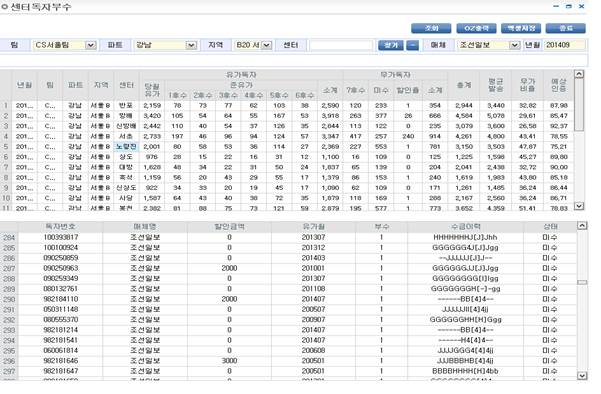 센터독자부수
조회 OZ출력 엑셀저장 종료
팀 CS서울팀 파트 강남 지역 B20 서 센터 찾기 매체 조선일보 년월 201409
년월 팀 파트 지역 센터 유가독자 무가독자 총계 평균발송 무가비율 예상인증
당월유가 준유가 소계 7호수 할인율 소계
1호수 2호수 3호수 4호수 5호수 6호수
1 201... C... 강남 서울 B 반포 2,159 78 73 77 62 103 38 2,590 120 233 1 354 2,944 3,440 32,82 87,98
2 201... C... 강남 서울 B 방배 3,420 105 54 64 55 167 53 3,918 263 377 26 666 4,584 5,078 29,61 85,47
3 201... C... 강남 서울 B 신방배 2,442 110 40 54 37 126 35 2,844 113 122 0 235 3,079 3,600 26,58 92,37
4 201... C... 강남 서울 B 서초 2,733 197 46 96 94 124 57 3,347 417 257 240 914 4,261 4,800 43,41 78,55
5 201... C... 강남 서울 B 노량진 2,001 80 58 53 36 114 27 2,369 227 553 1 781 3,150 3,503 47,87 75,21
6 201... C... 강남 서울 B 상도 976 28 15 22 16 31 12 1,100 16 109 0 125 1,225 1,598 45,27 89,80
7 201... C... 강남 서울 B 대방 1,628 48 34 22 31 50 24 1,837 65 139 0 204 2,041 2,438 32,72 90,00
8 201... C... 강남 서울 B 흑석 1,159 56 20 43 29 55 17 1,379 86 153 1 240 1,619 1,983 43,80 85,18
9 201... C... 강남 서울 B 신상도 922 34 33 20 19 45 17 1,090 62 109 0 171 1,261 1,485 36,24 86,44
10 201... C... 강남 서울 B 사당 1,587 64 43 40 38 72 35 1,879 118 169 1 288 2,167 2,560 36,24 86,71
11 201... C... 강남 서울 B 봉천 2,382 81 88 75 73 121 59 2,879 195 577 1 773 3,652 4,359 51,41 78,83
독자번호 매체명 할인금액 유가월 부수 수금이력 상태
284 100393817 조선일보 0 201307 1 HHHHHHHJ[J]Jhh 미수
285 100100924 조선일보 0 201312 1 GGGGGG4J[J]Jgg 미수
286 090250859 조선일보 0 201403 1 --JJJJJJ[J]J-- 미수
287 090250963 조선일보 2000 201001 1 GGGGGGJJ[J]Jgg 미수
288 090259349 조선일보 0 201307 1 GGGGGGGG[I]Igg 미수
289 080132761 조선일보 0 201108 1 GGGGGGGH[-]-gg 미수
290 982184110 조선일보 2000 201407 1 ------BB[4]4-- 미수
291 050311148 조선일보 0 200507 1 JJJJJJII[4]4jj 미수
292 080555370 조선일보 0 200907 1 GGGGGGHH[H]Ggg 미수
293 982181214 조선일보 0 201407 1 ------BB[4]4-- 미수
294 982181541 조선일보 0 201407 1 ------H4[4]4-- 미수
295 060061814 조선일보 0 200608 1 JJJJGGG4[4]4jj 미수
296 982181646 조선일보 3000 200501 1 JJJBBBHB[4]4jj 미수
297 982181647 조선일보 0 200501 1 BBBBHHHH[H]4bb 미수